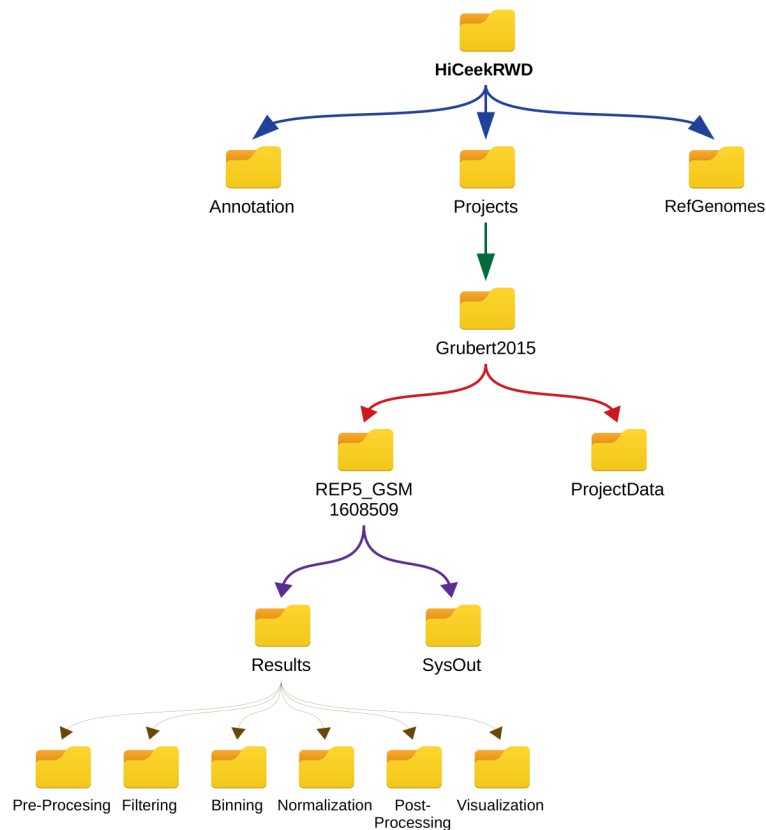 HiCeekRWD
Annotation
Projects
RefGenomes
Grubert2015
REP5_GSM
1608509
ProjectData
Results
SysOut
Pre-Procesing
Filtering
Binning
Normalization
Post-
Processing
Visualization